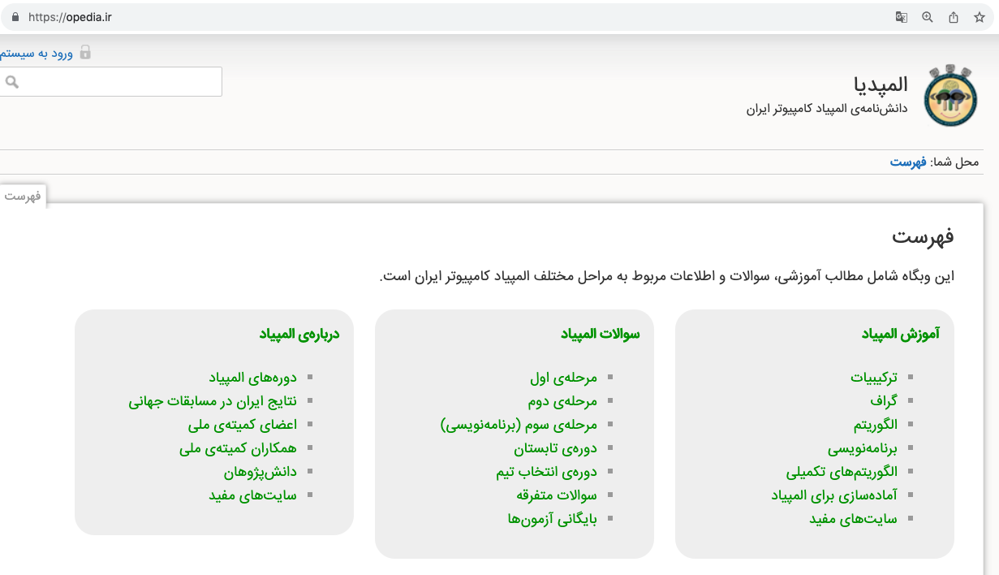 https://opedia.ir
ورود به سیستم
المپدیا
دانش‌نامه‌ی المپیاد کامپیوتر ایران
محل شما: فهرست
فهرست
فهرست
این وبگاه شامل مطالب آموزشی، سوالات و اطلاعات مربوط به مراحل مختلف المپیاد کامپیوتر ایران است.
آموزش المپیاد
ترکیبیات
گراف
الگوریتم
برنامه‌نویسی
الگوریتم‌های تکمیلی
آماده‌سازی برای المپیاد
سایت‌های مفید
سوالات المپیاد
مرحله‌ی اول
مرحله‌ی دوم
مرحله‌ی سوم (برنامه‌نویسی)
دوره‌ی تابستان
دوره‌ی انتخاب تیم
سوالات متفرقه
بایگانی آزمون‌ها
درباره‌ی المپیاد
دوره‌های المپیاد
نتایج ایران در مسابقات جهانی
اعضای کمیته‌ی ملی
همکاران کمیته‌ی ملی
دانش‌پژوهان
سایت‌های مفید